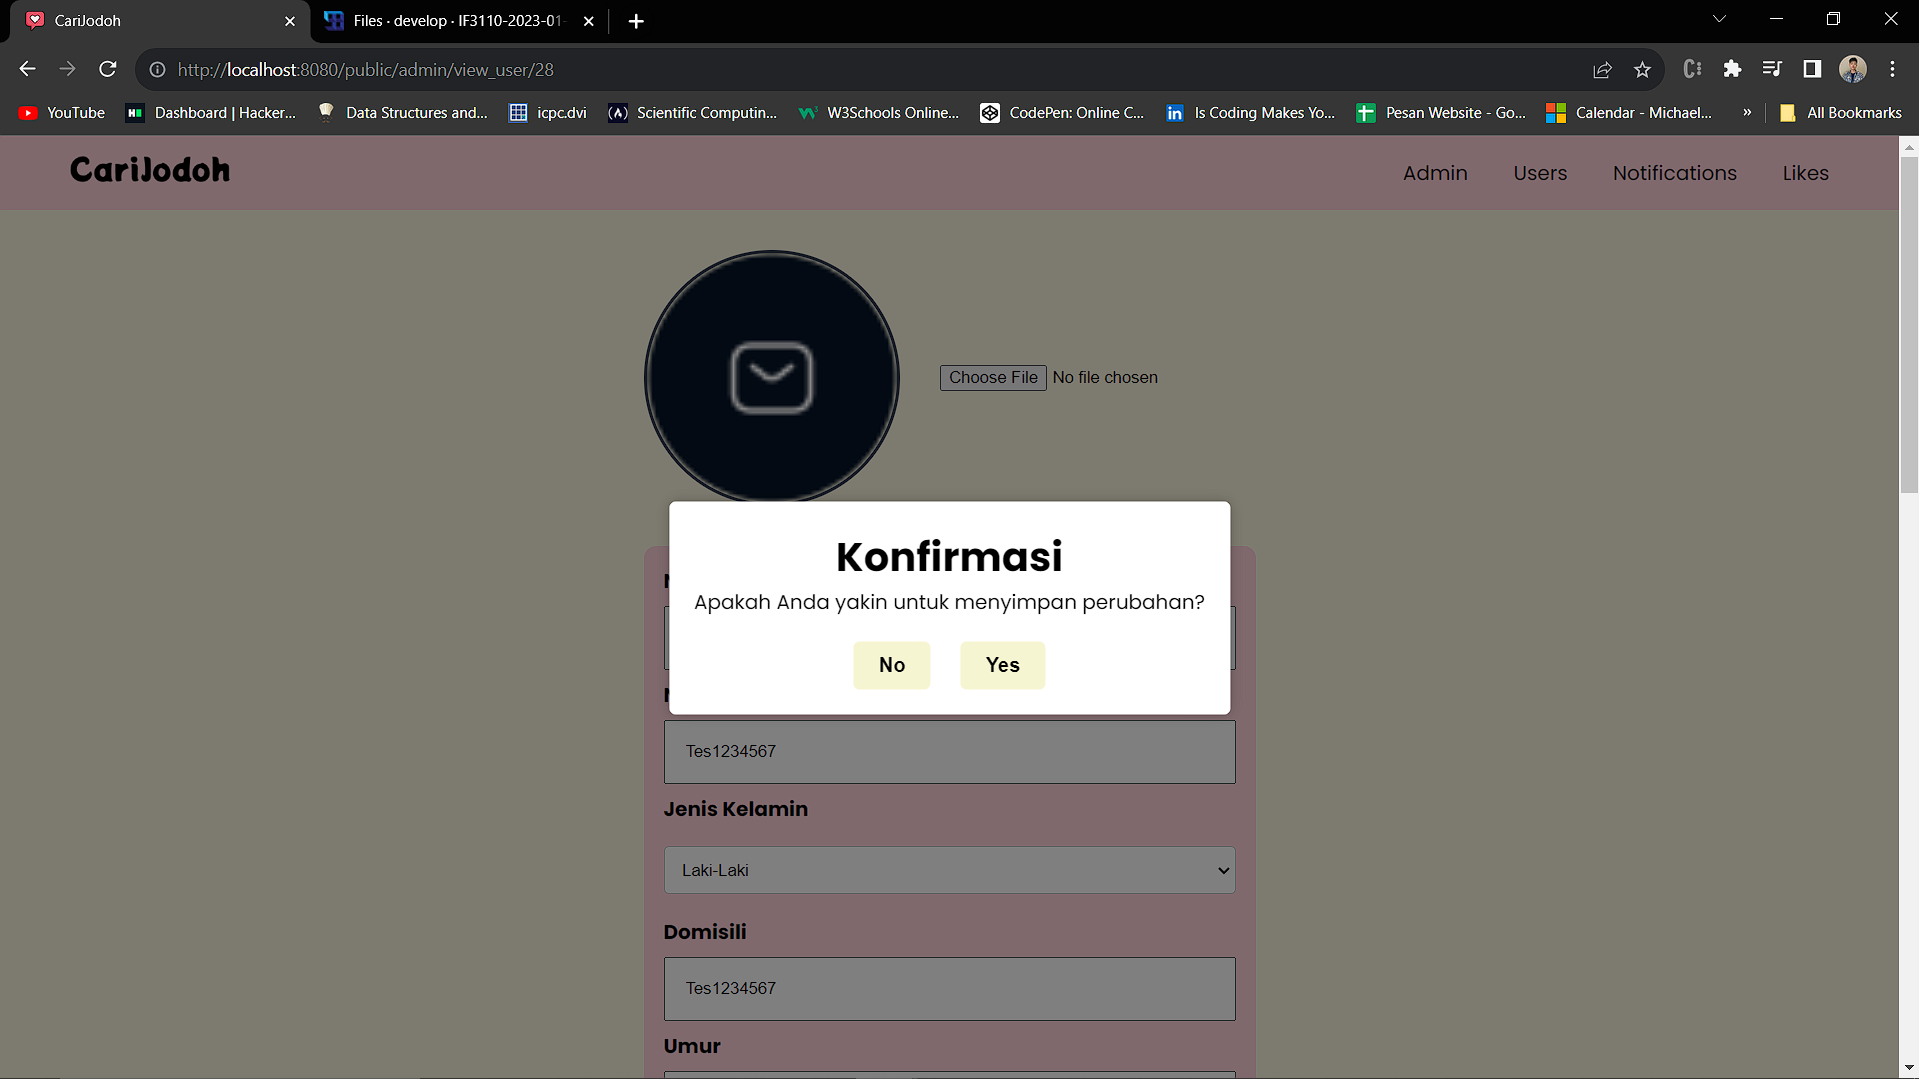 CariJodoh
Files · develop · IF3110-2023-01-
http://localhost:8080/public/admin/view_user/28
YouTube
Dashboard | Hacker...
Data Structures and...
icpc.dvi
Scientific Computin...
W3Schools Online...
CodePen: Online C...
Is Coding Makes Yo...
Pesan Website - Go...
Calendar - Michael...
»
All Bookmarks
CariJodoh
Admin
Users
Notifications
Likes
Choose File No file chosen
Konfirmasi
Apakah Anda yakin untuk menyimpan perubahan?
No
Yes
Tes1234567
Jenis Kelamin
Laki-Laki
Domisili
Tes1234567
Umur